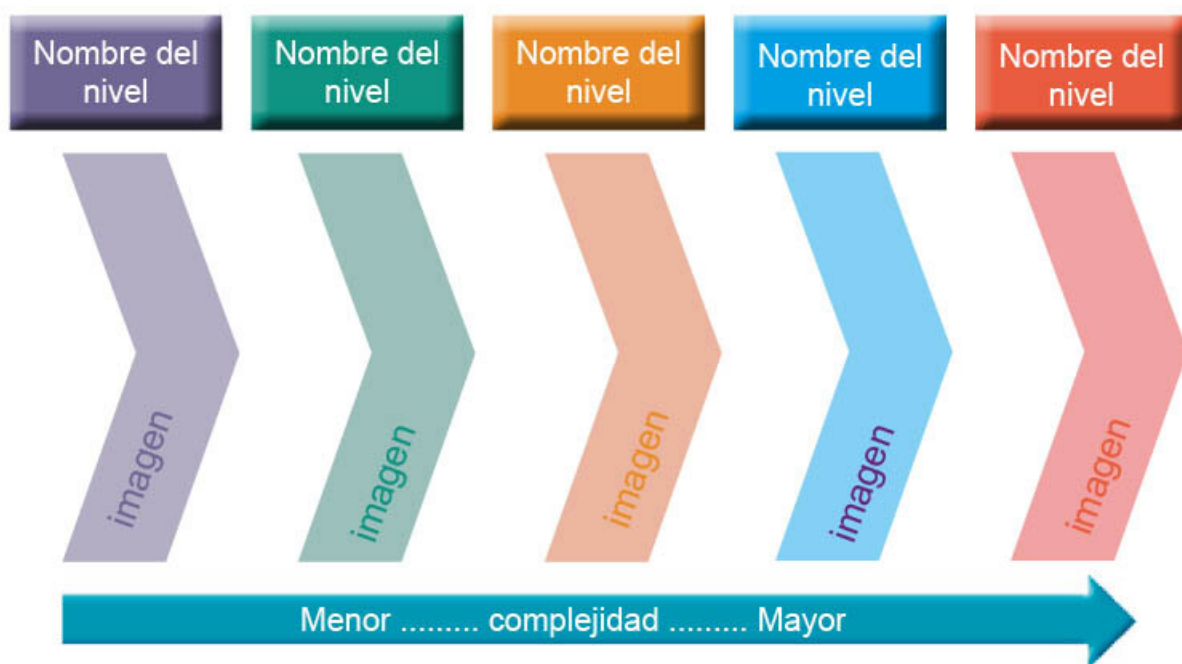 Nombre del
nivel
Nombre del
nivel
Nombre del
nivel
Nombre del
nivel
Nombre del
nivel
imagen
imagen
imagen
imagen
imagen
Menor ......... complejidad ......... Mayor